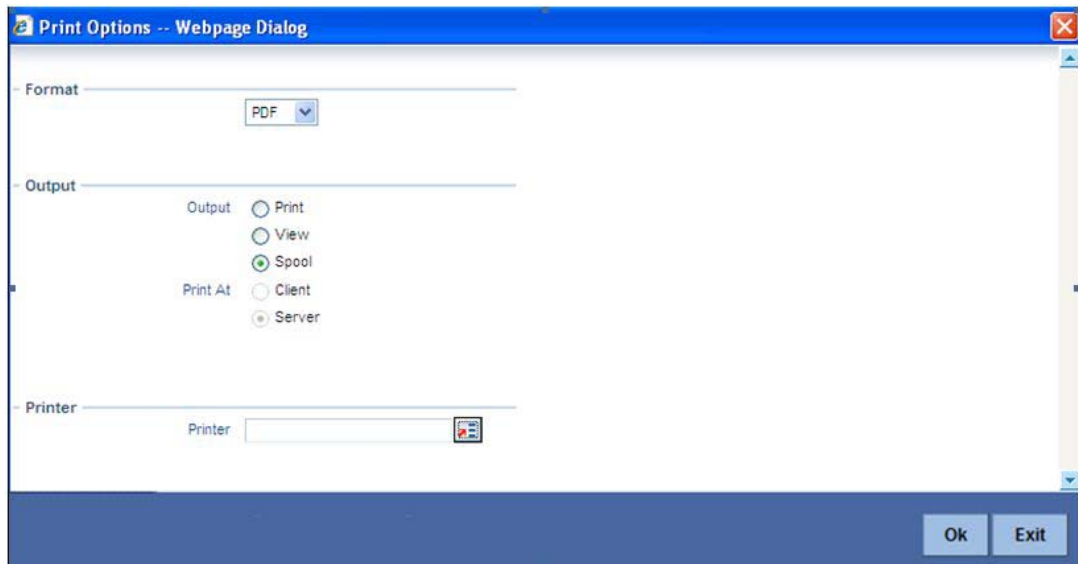 Print Options -- Webpage Dialog
Format
PDF
Output
Output Print
View
Spool
Print At Client
Server
Printer
Printer
Ok Exit